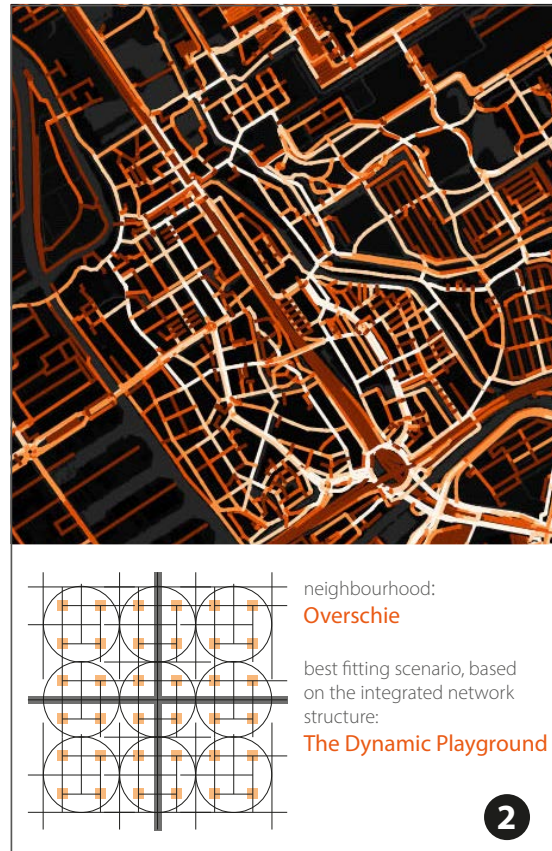 neighbourhood:
Overschie
best fitting scenario, based
on the integrated network
structure:
The Dynamic Playground
2